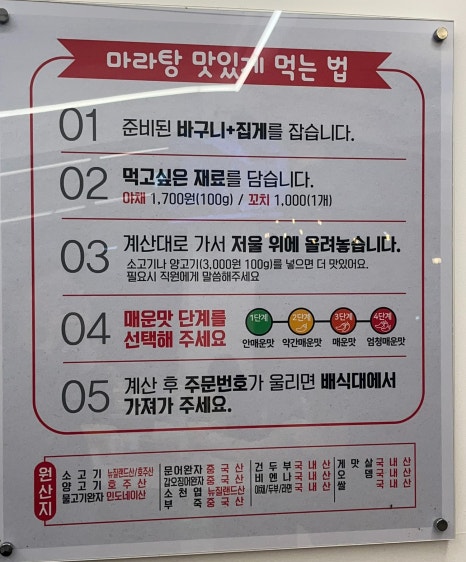 마라탕 맛있게 먹는 법
01 준비된 바구니+집게를 잡습니다.
02 먹고싶은 재료를 담습니다.
야채 1,700원(100g) / 꼬치 1,000(1개)
03 계산대로 가서 저울 위에 올려놓습니다.
소고기나 양고기(3,000원 100g)를 넣으면 더 맛있어요.
필요시 직원에게 말씀해주세요
04 매운맛 단계를
선택해 주세요
1단계 2단계 3단계 4단계
안매운맛 약간매운맛 매운맛 엄청매운맛
05 계산 후 주문번호가 울리면 배식대에서
가져가 주세요.
원산지
소고기 뉴질랜드산/호주산
양고기 호주산
물고기완자 인도네이산
문어완자 중국산
갑오징어완자 중국산
소천엽 뉴질랜드산
부죽 중국산
건두부 국내산
비엔나 국내산
야채/두부/라면 국내산
게맛살 국내산
오뎅 국내산
쌀 국내산